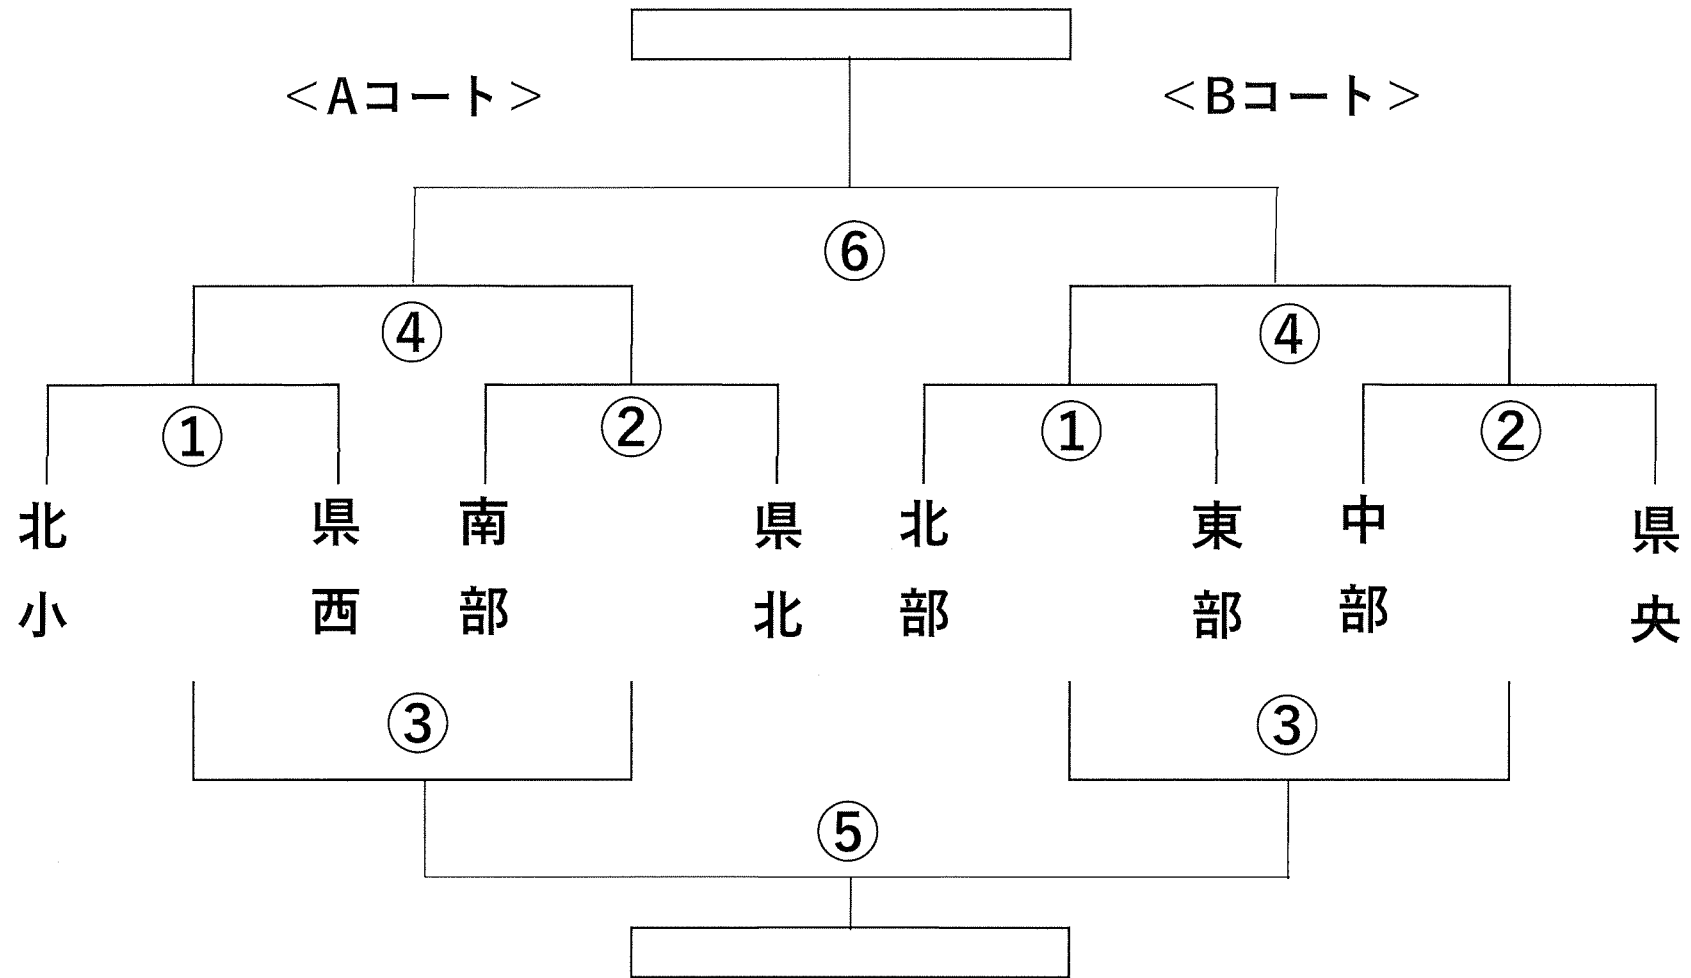 ＜Aコート＞
＜Bコート＞
⑥
④
④
①
②
①
②
北小
県西
南部
県北
北部
東部
中部
県央
③
③
⑤